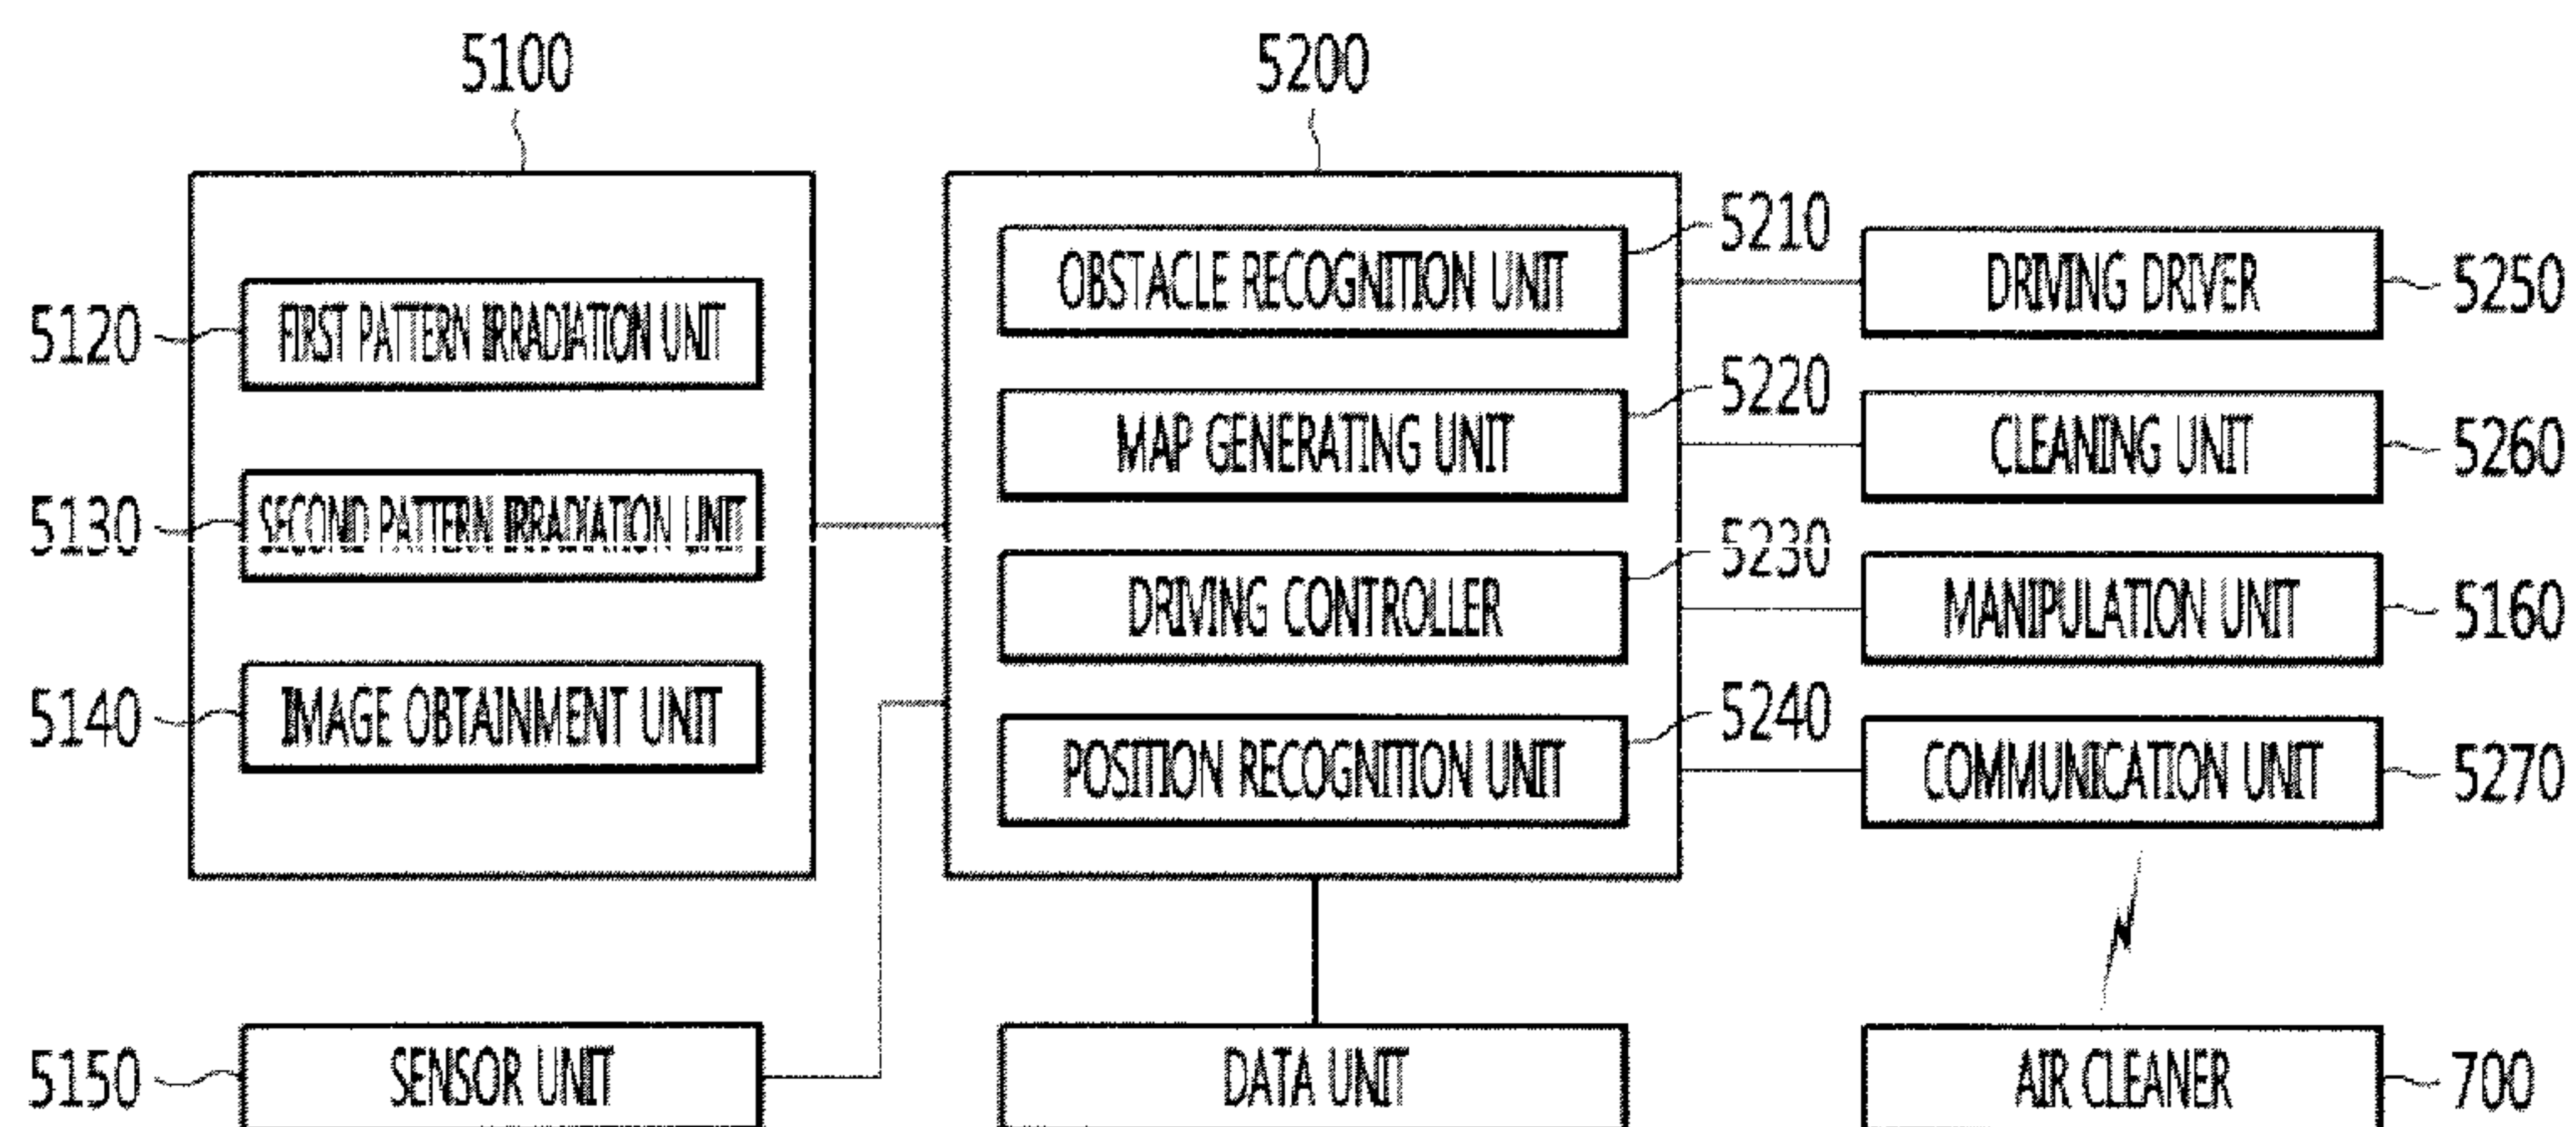 5100
5200
5120
FIRST PATTERN IRRADIATION UNIT
5130
SECOND PATTERN IRRADIATION UNIT
5140
IMAGE OBTAINMENT UNIT
5150
SENSOR UNIT
OBSTACLE RECOGNITION UNIT
5210
MAP GENERATING UNIT
5220
DRIVING CONTROLLER
5230
POSITION RECOGNITION UNIT
5240
DATA UNIT
DRIVING DRIVER
5250
CLEANING UNIT
5260
MANIPULATION UNIT
5160
COMMUNICATION UNIT
5270
AIR CLEANER
700